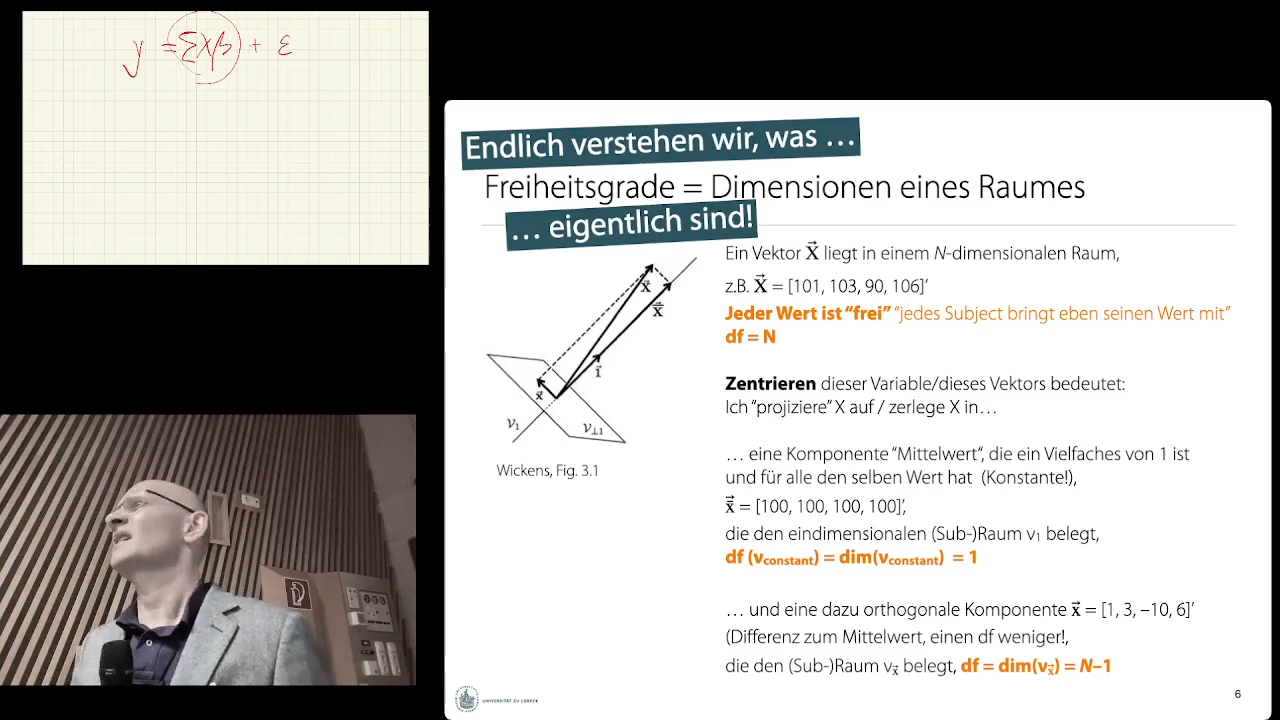 y = ΣXβ + ε
Endlich verstehen wir, was …
Freiheitsgrade = Dimensionen eines Raumes
… eigentlich sind!
Ein Vektor X⃗ liegt in einem N-dimensionalen Raum,
z.B. X⃗ = [101, 103, 90, 106]′
Jeder Wert ist “frei” “jedes Subject bringt eben seinen Wert mit”
df = N
Zentrieren dieser Variable/dieses Vektors bedeutet:
Ich “projiziere” X auf / zerlege X in…
… eine Komponente “Mittelwert”, die ein Vielfaches von 1 ist
und für alle den selben Wert hat (Konstante!),
x̄⃗ = [100, 100, 100, 100]′,
die den eindimensionalen (Sub-)Raum v₁ belegt,
df (vconstant) = dim(vconstant) = 1
… und eine dazu orthogonale Komponente x⃗ = [1, 3, –10, 6]′
(Differenz zum Mittelwert, einen df weniger!,
die den (Sub-)Raum vx⃗ belegt, df = dim(vx⃗) = N–1
X⃗
X̄⃗
1⃗
x⃗
𝒱₁
𝒱⊥1
Wickens, Fig. 3.1
UNIVERSITÄT ZU LÜBECK
6